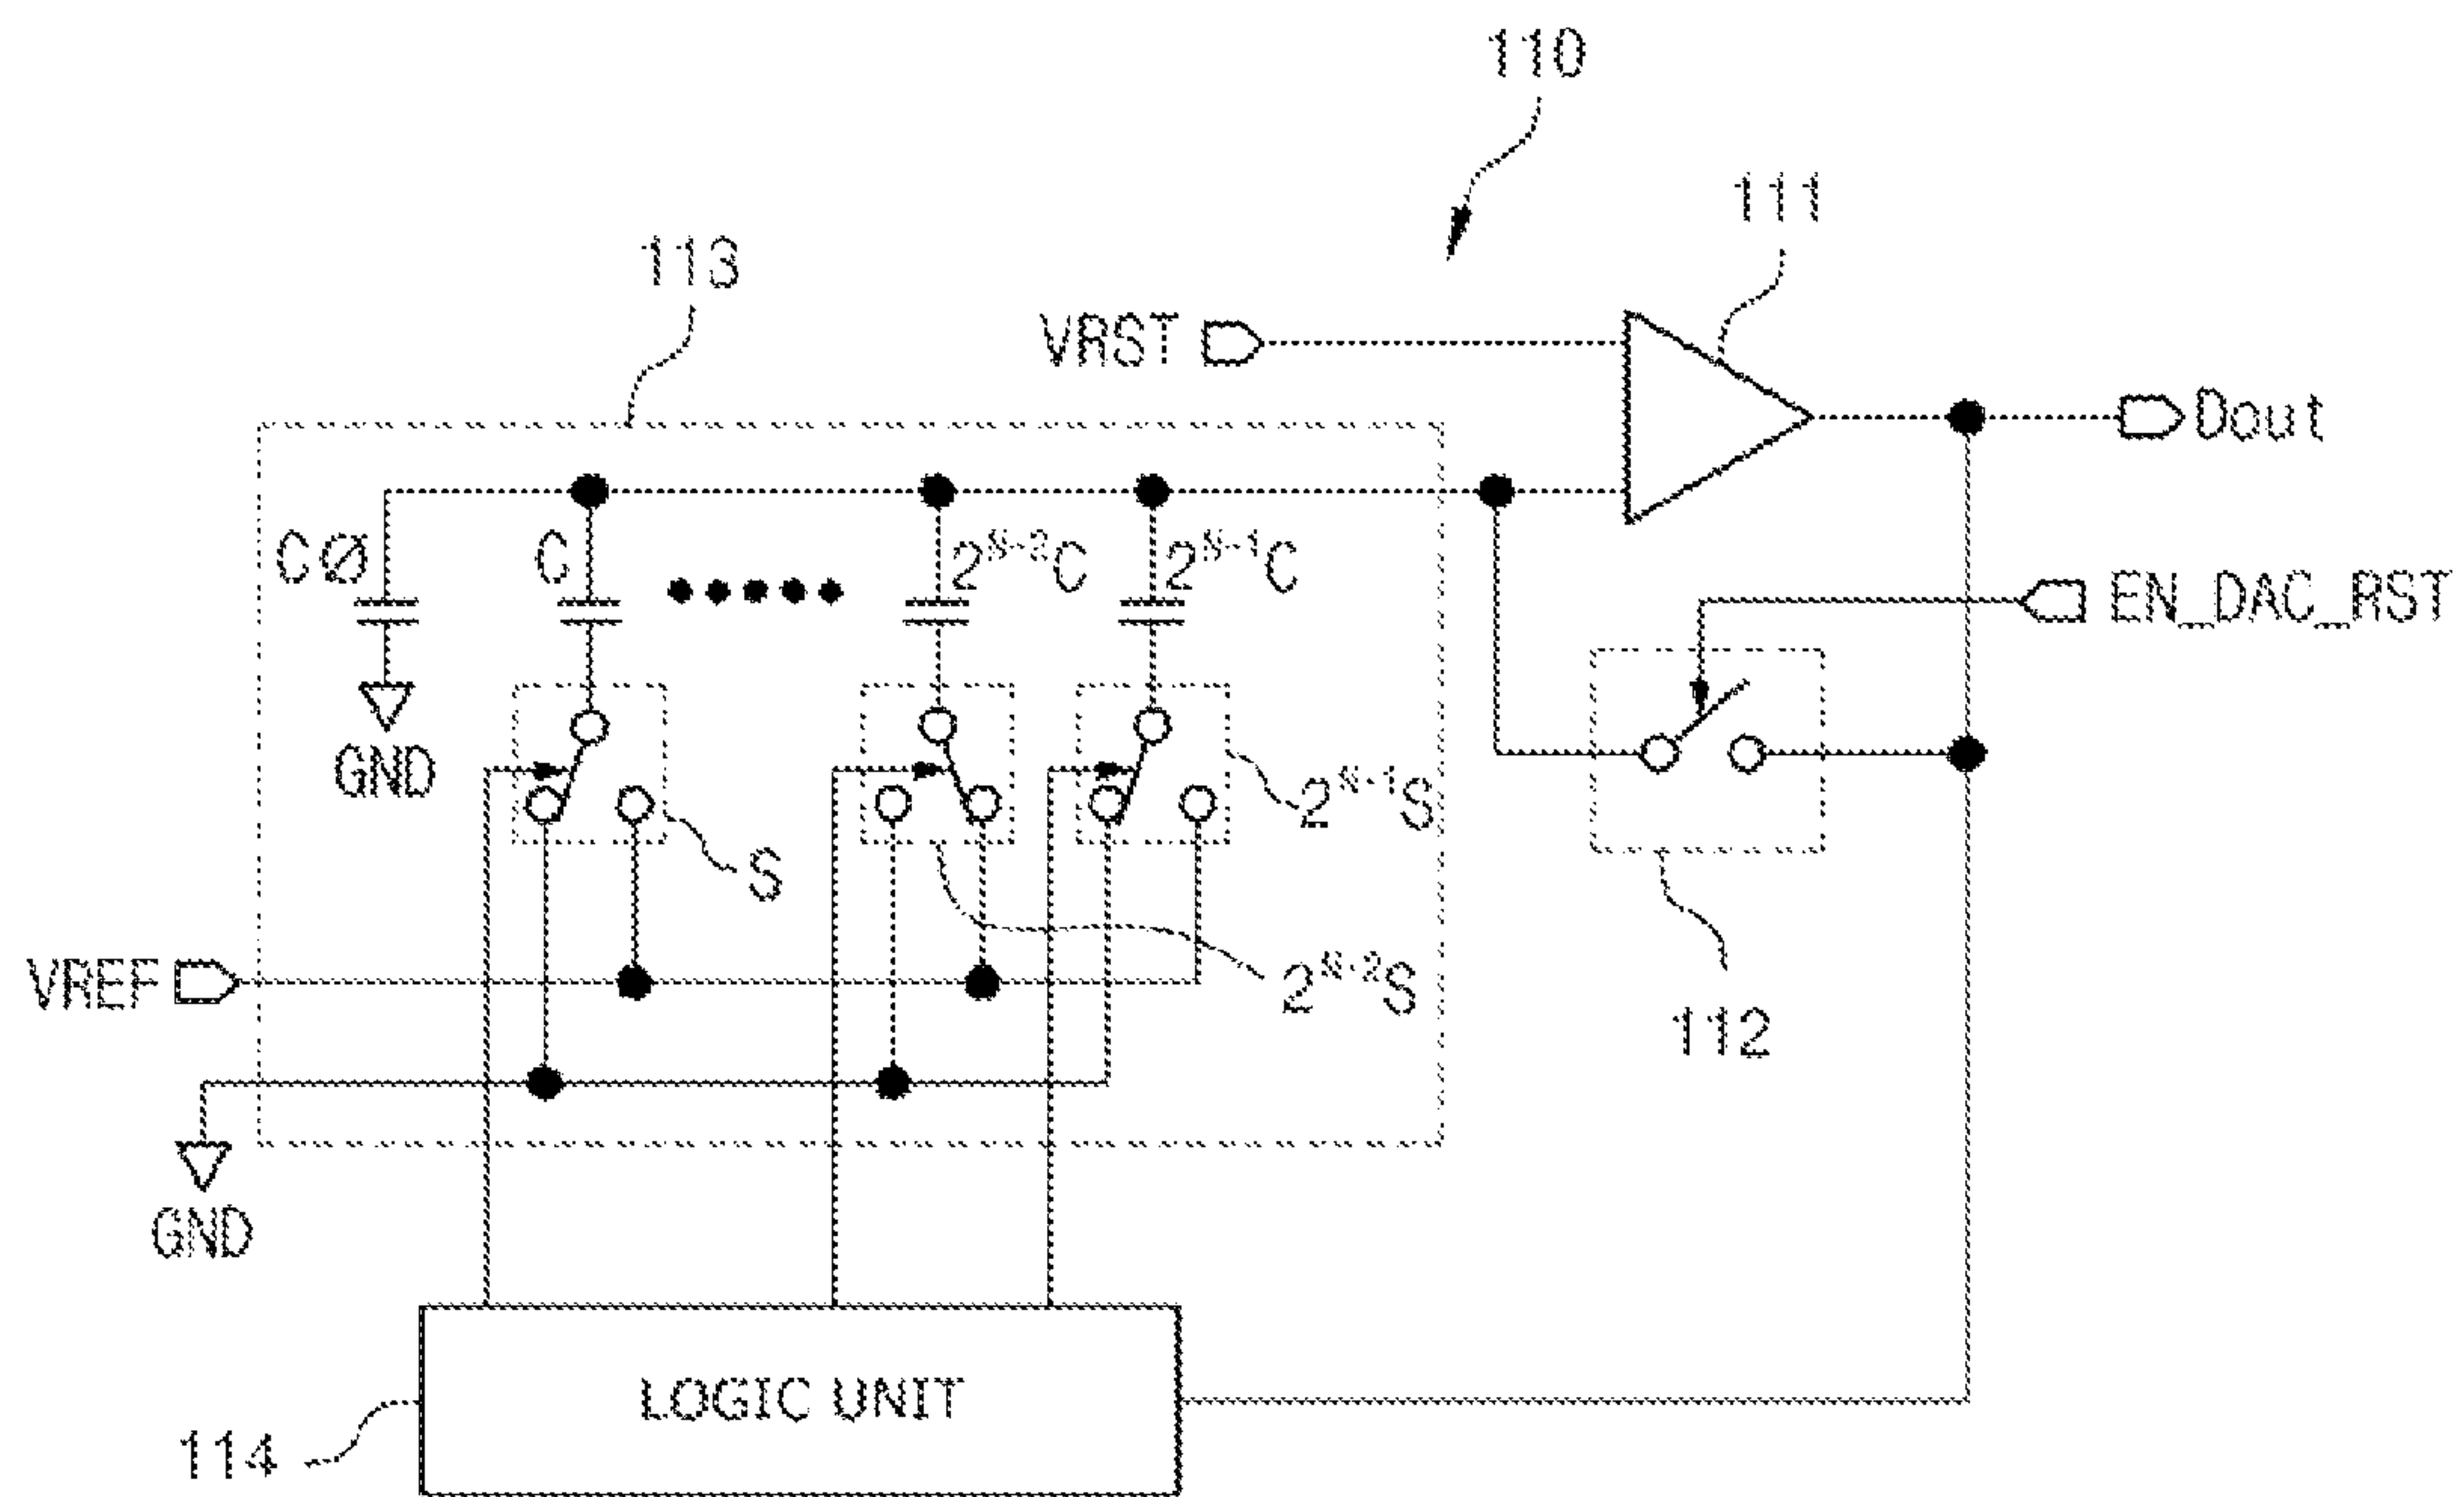 110
111
113
VRST
Dout
CØ
C
2ᴺ⁻²C
2ᴺ⁻¹C
EN_DAC_RST
GND
2ᴺ⁻¹S
S
VREF
2ᴺ⁻²S
112
GND
LOGIC UNIT
114